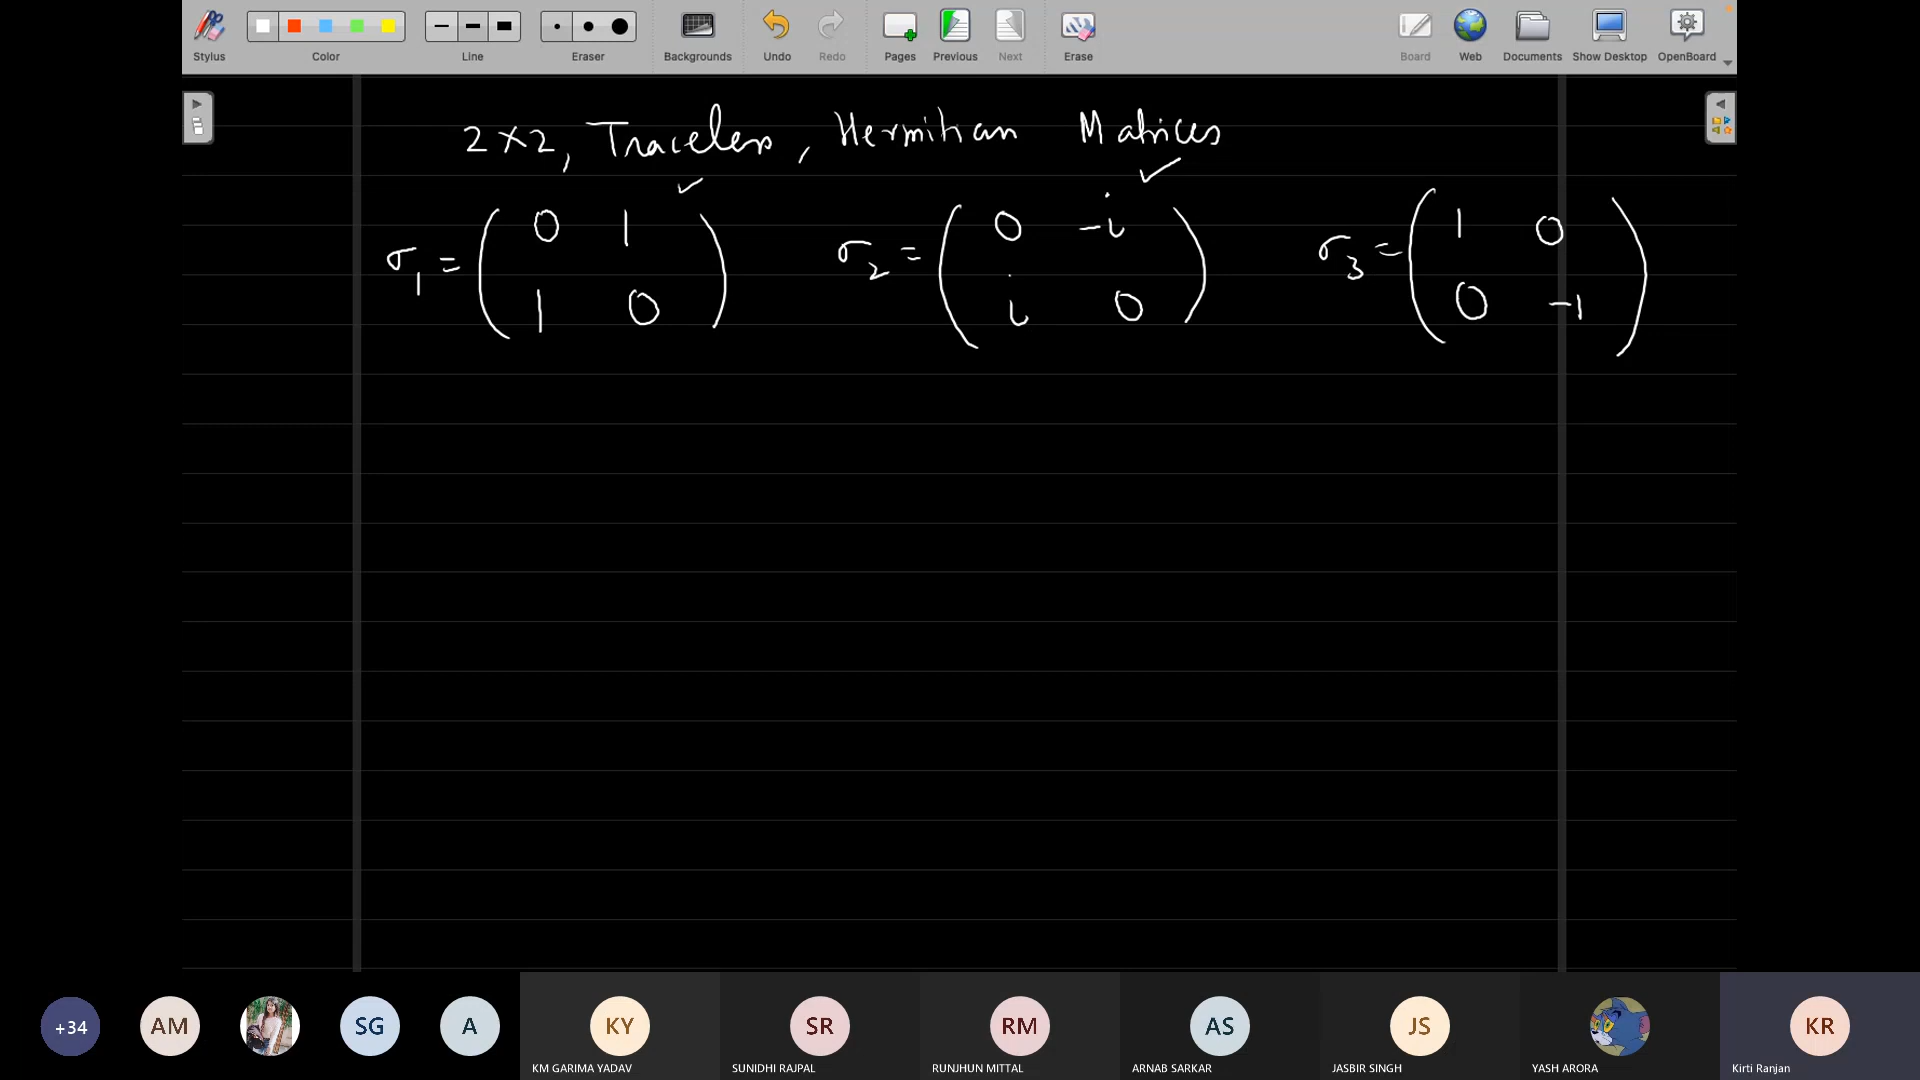 Stylus Color Line Eraser Backgrounds Undo Redo Pages Previous Next Erase Board Web Documents Show Desktop OpenBoard
2×2, Traceless, Hermitian Matrices
σ₁ = ( 0 1 ✓ σ₂ = ( 0 -i ✓ σ₃ = ( 1 0
1 0 ) i 0 ) 0 -1 )
+34 AM SG A KY SR RM AS JS KR
KM GARIMA YADAV SUNIDHI RAJPAL RUNJHUN MITTAL ARNAB SARKAR JASBIR SINGH YASH ARORA Kirti Ranjan